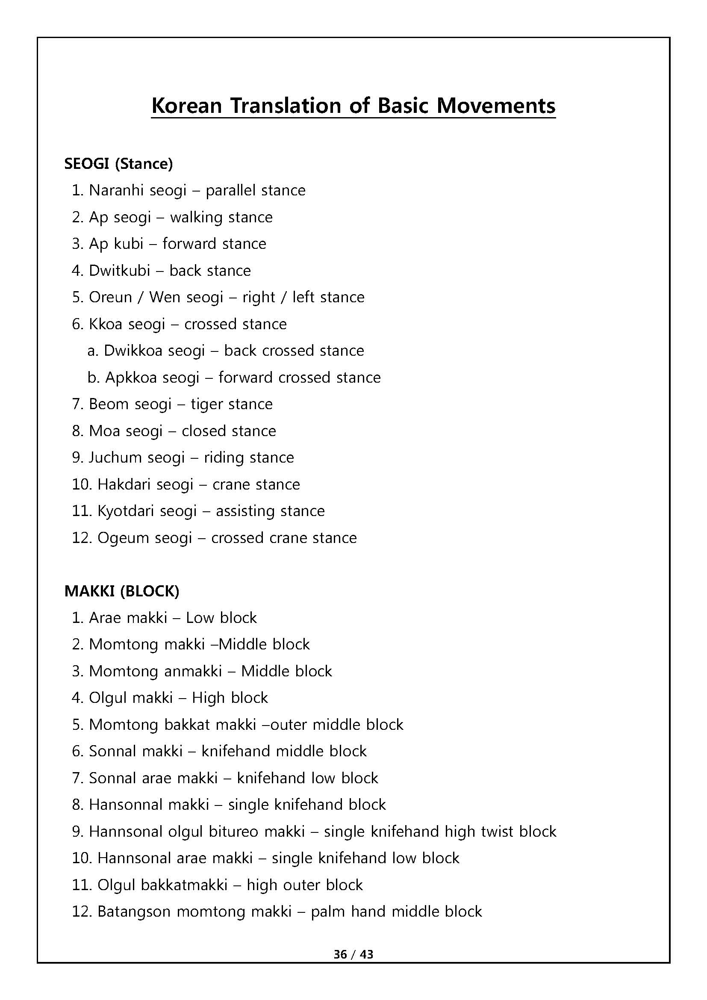 Korean Translation of Basic Movements
SEOGI (Stance)
1. Naranhi seogi – parallel stance
2. Ap seogi – walking stance
3. Ap kubi – forward stance
4. Dwitkubi – back stance
5. Oreun / Wen seogi – right / left stance
6. Kkoa seogi – crossed stance
a. Dwikkoa seogi – back crossed stance
b. Apkkoa seogi – forward crossed stance
7. Beom seogi – tiger stance
8. Moa seogi – closed stance
9. Juchum seogi – riding stance
10. Hakdari seogi – crane stance
11. Kyotdari seogi – assisting stance
12. Ogeum seogi – crossed crane stance
MAKKI (BLOCK)
1. Arae makki – Low block
2. Momtong makki –Middle block
3. Momtong anmakki – Middle block
4. Olgul makki – High block
5. Momtong bakkat makki –outer middle block
6. Sonnal makki – knifehand middle block
7. Sonnal arae makki – knifehand low block
8. Hansonnal makki – single knifehand block
9. Hannsonal olgul bitureo makki – single knifehand high twist block
10. Hannsonal arae makki – single knifehand low block
11. Olgul bakkatmakki – high outer block
12. Batangson momtong makki – palm hand middle block
36 / 43